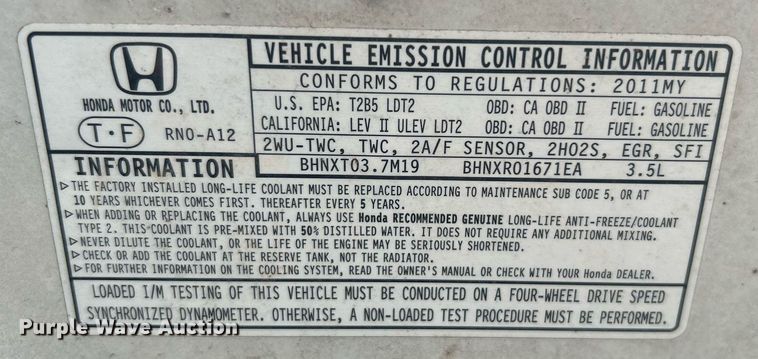 VEHICLE EMISSION CONTROL INFORMATION
CONFORMS TO REGULATIONS: 2011MY
HONDA MOTOR CO., LTD.
T·F RNO-A12
U.S. EPA: T2B5 LDT2 OBD: CA OBD II FUEL: GASOLINE
CALIFORNIA: LEV II ULEV LDT2 OBD: CA OBD II FUEL: GASOLINE
2WU-TWC, TWC, 2A/F SENSOR, 2HO2S, EGR, SFI
BHNXT03.7M19 BHNXR0167IEA 3.5L
INFORMATION
▷THE FACTORY INSTALLED LONG-LIFE COOLANT MUST BE REPLACED ACCORDING TO MAINTENANCE SUB CODE 5, OR AT
10 YEARS WHICHEVER COMES FIRST. THEREAFTER EVERY 5 YEARS.
▷WHEN ADDING OR REPLACING THE COOLANT, ALWAYS USE Honda RECOMMENDED GENUINE LONG-LIFE ANTI-FREEZE/COOLANT
TYPE 2. THIS COOLANT IS PRE-MIXED WITH 50% DISTILLED WATER. IT DOES NOT REQUIRE ANY ADDITIONAL MIXING.
▷NEVER DILUTE THE COOLANT, OR THE LIFE OF THE ENGINE MAY BE SERIOUSLY SHORTENED.
▷CHECK OR ADD THE COOLANT AT THE RESERVE TANK, NOT THE RADIATOR.
▷FOR FURTHER INFORMATION ON THE COOLING SYSTEM, READ THE OWNER'S MANUAL OR CHECK WITH YOUR Honda DEALER.
LOADED I/M TESTING OF THIS VEHICLE MUST BE CONDUCTED ON A FOUR-WHEEL DRIVE SPEED
SYNCHRONIZED DYNAMOMETER. OTHERWISE, A NON-LOADED TEST PROCEDURE MUST BE PERFORMED.
Purple Wave Auction